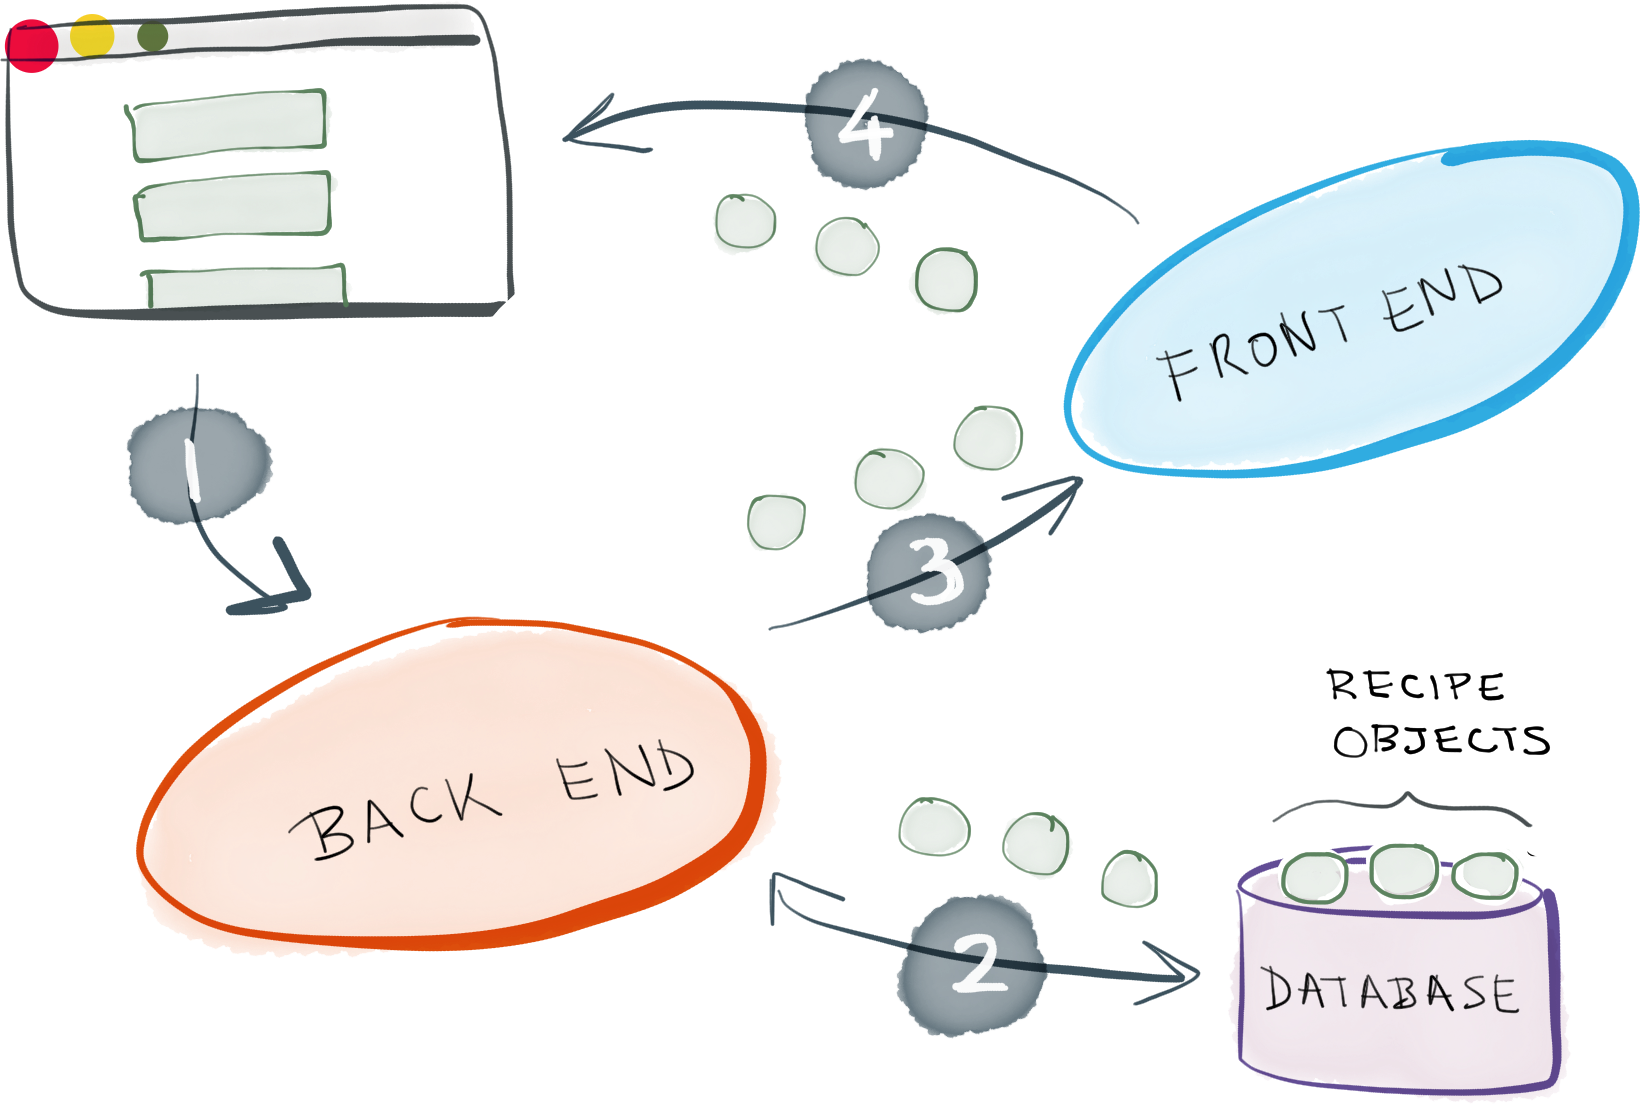 4
FRONT END
1
3
RECIPE
OBJECTS
BACK END
2
DATABASE